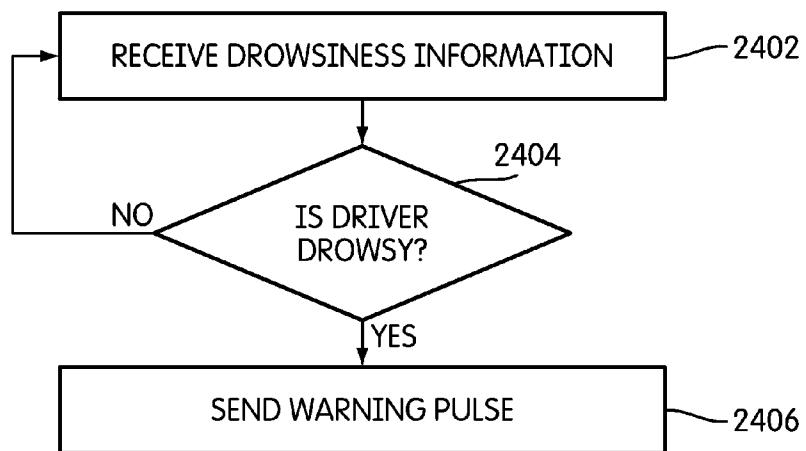 RECEIVE DROWSINESS INFORMATION
2402
2404
IS DRIVER
DROWSY?
NO
YES
SEND WARNING PULSE
2406